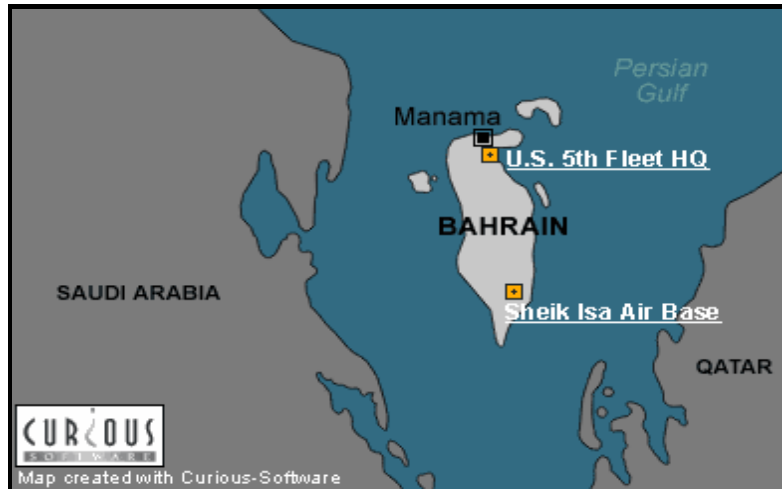 Persian
Gulf
Manama
U.S. 5th Fleet HQ
BAHRAIN
SAUDI ARABIA
Sheik Isa Air Base
QATAR
CURIOUS
SOFTWARE
Map created with Curious-Software